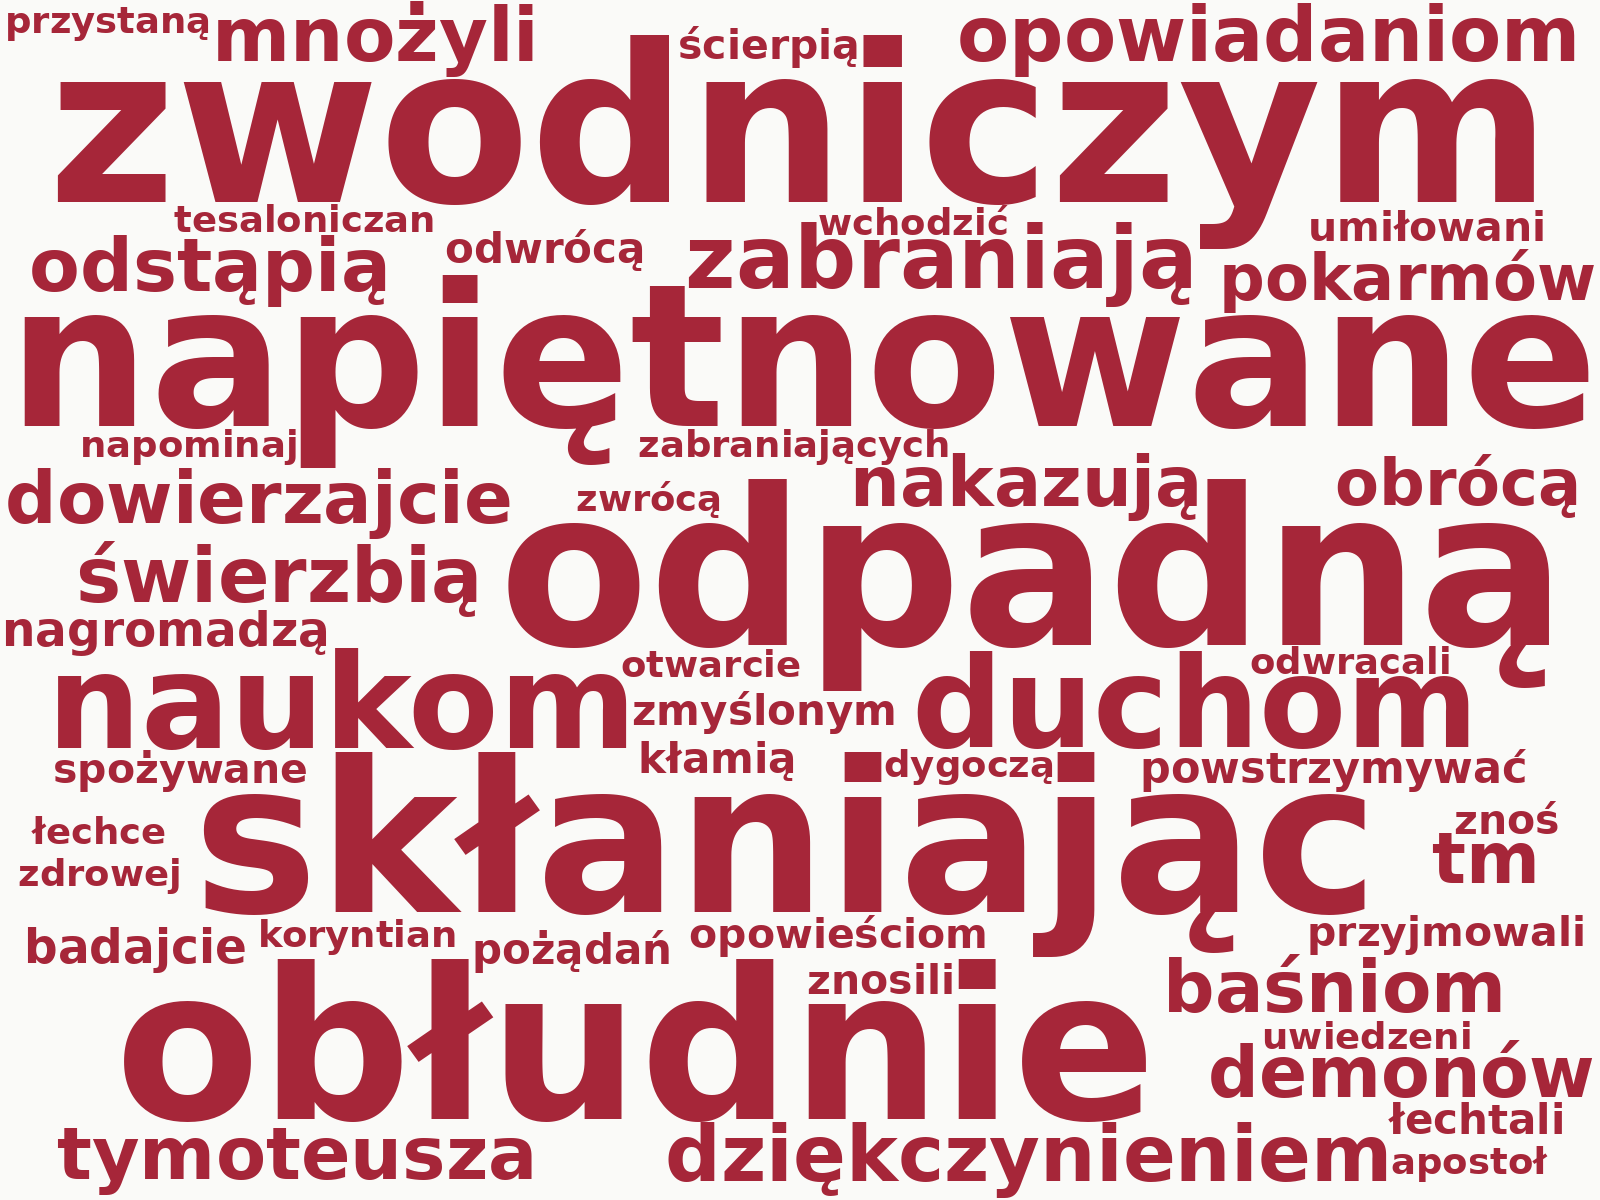 przystaną mnożyli ścierpią opowiadaniom
zwodniczym
tesaloniczan wchodzić umiłowani
odstąpią odwrócą zabraniają pokarmów
napiętnowane
napominaj zabraniających
dowierzajcie zwrócą nakazują obrócą
odpadną
świerzbią
nagromadzą
otwarcie odwracali
naukom zmyślonym duchom
spożywane kłamią dygoczą powstrzymywać
skłaniając
łechce znoś
zdrowej tm
badajcie koryntian pożądań opowieściom przyjmowali
obłudnie znosili baśniom
uwiedzeni
demonów
łechtali
tymoteusza dziękczynieniem apostoł